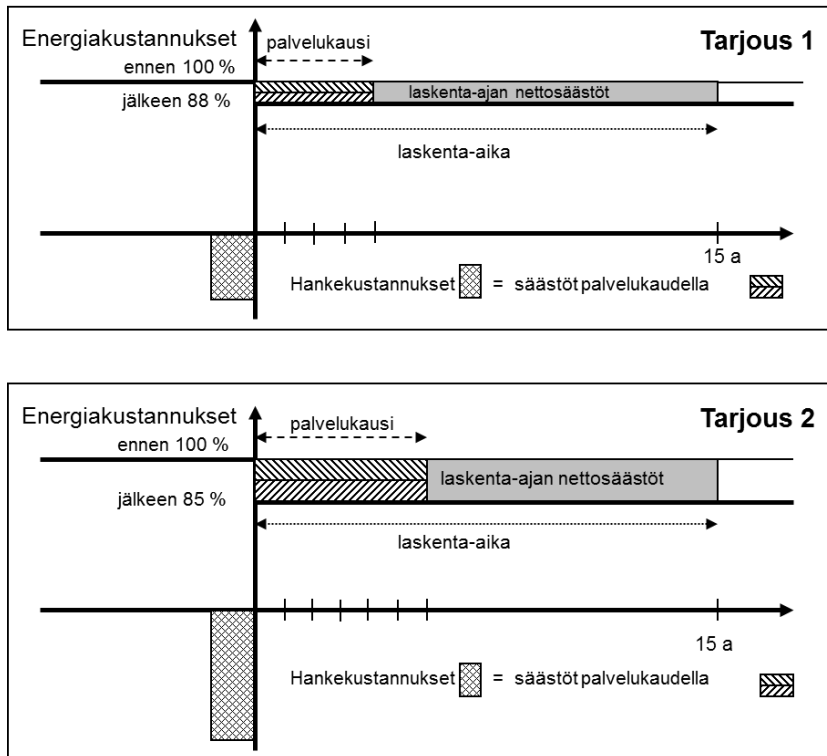 Energiakustannukset
palvelukausi
Tarjous 1
ennen 100 %
jälkeen 88 %
laskenta-ajan nettosäästöt
laskenta-aika
15 a
Hankekustannukset = säästöt palvelukaudella
Energiakustannukset
palvelukausi
Tarjous 2
ennen 100 %
laskenta-ajan nettosäästöt
jälkeen 85 %
laskenta-aika
15 a
Hankekustannukset = säästöt palvelukaudella